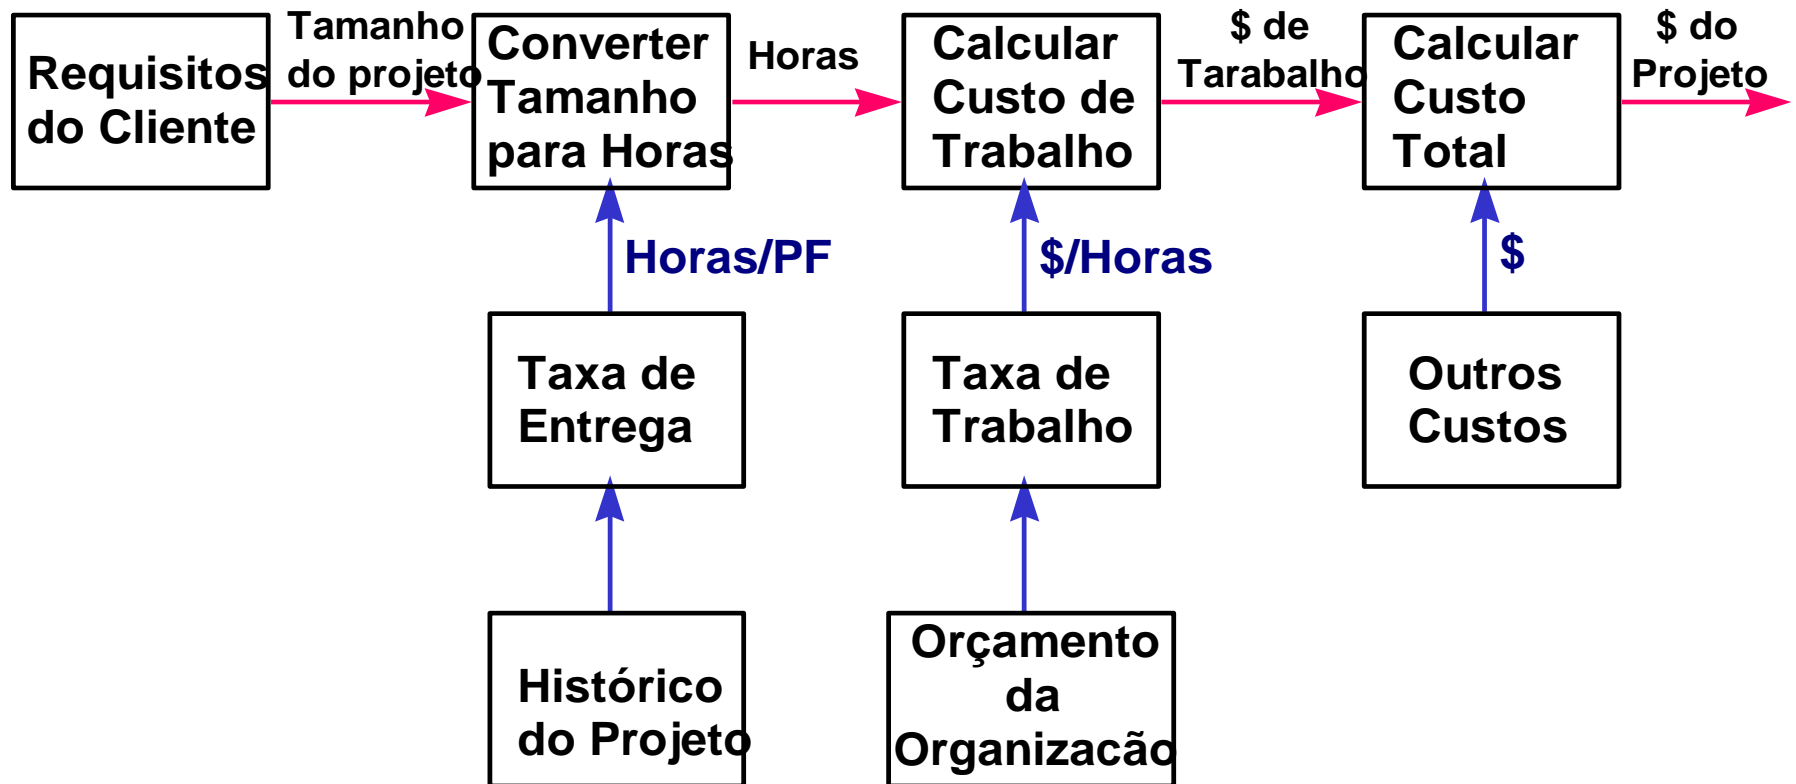 Requisitos
do Cliente
Tamanho
do projeto
Converter
Tamanho
para Horas
Horas
Calcular
Custo de
Trabalho
$ de
Tarabalho
Calcular
Custo
Total
$ do
Projeto
Horas/PF
$/Horas
$
Taxa de
Entrega
Taxa de
Trabalho
Outros
Custos
Histórico
do Projeto
Orçamento
da
Organizacão